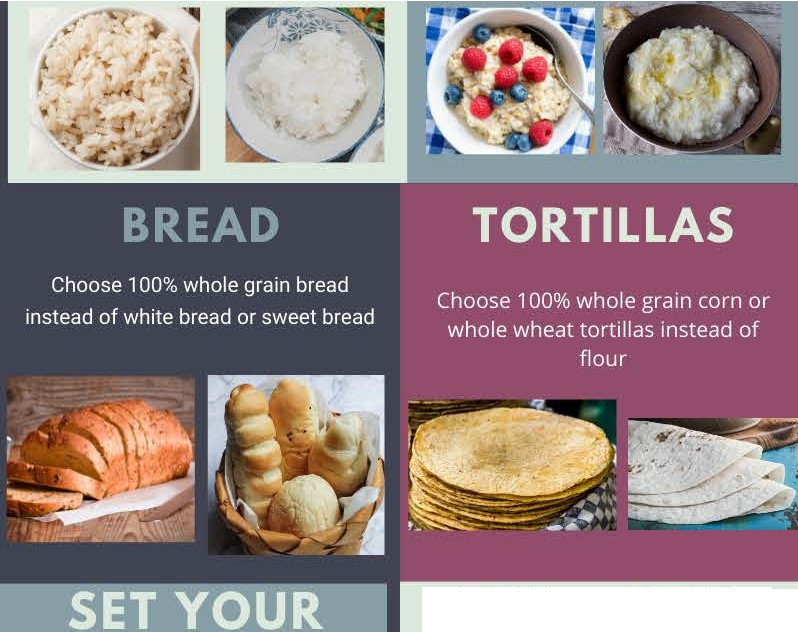 BREAD
Choose 100% whole grain bread
instead of white bread or sweet bread
TORTILLAS
Choose 100% whole grain corn or
whole wheat tortillas instead of
flour
SET YOUR